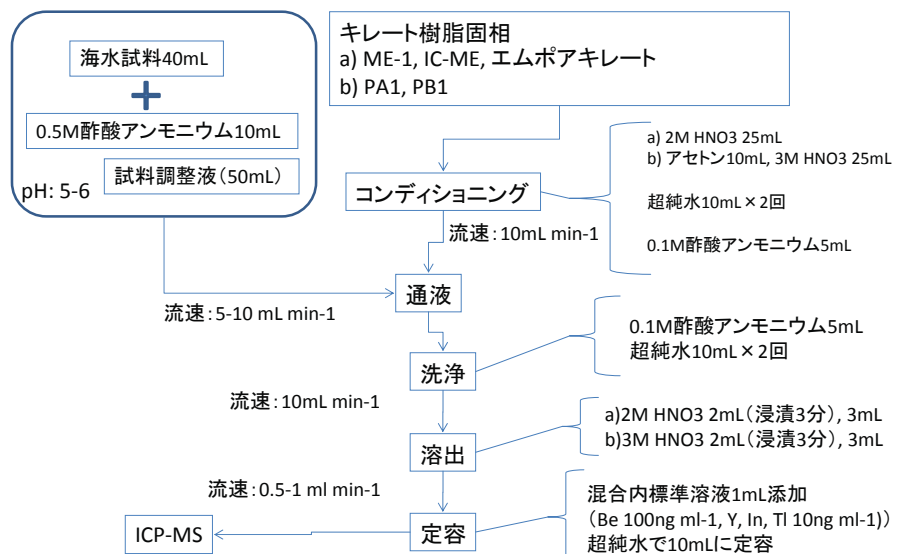 海水試料40mL
0.5M酢酸アンモニウム10mL
試料調整液(50mL)
pH: 5-6
キレート樹脂固相
a) ME-1, IC-ME, エムポアキレート
b) PA1, PB1
コンディショニング
a) 2M HNO3 25mL
b) アセトン10mL, 3M HNO3 25mL
超純水10mL×2回
0.1M酢酸アンモニウム5mL
流速:10mL min-1
通液
流速:5-10 mL min-1
洗浄
0.1M酢酸アンモニウム5mL
超純水10mL×2回
流速:10mL min-1
溶出
a)2M HNO3 2mL(浸漬3分), 3mL
b)3M HNO3 2mL(浸漬3分), 3mL
流速:0.5-1 ml min-1
定容
混合内標準溶液1mL添加
(Be 100ng ml-1, Y, In, Tl 10ng ml-1))
超純水で10mLに定容
ICP-MS